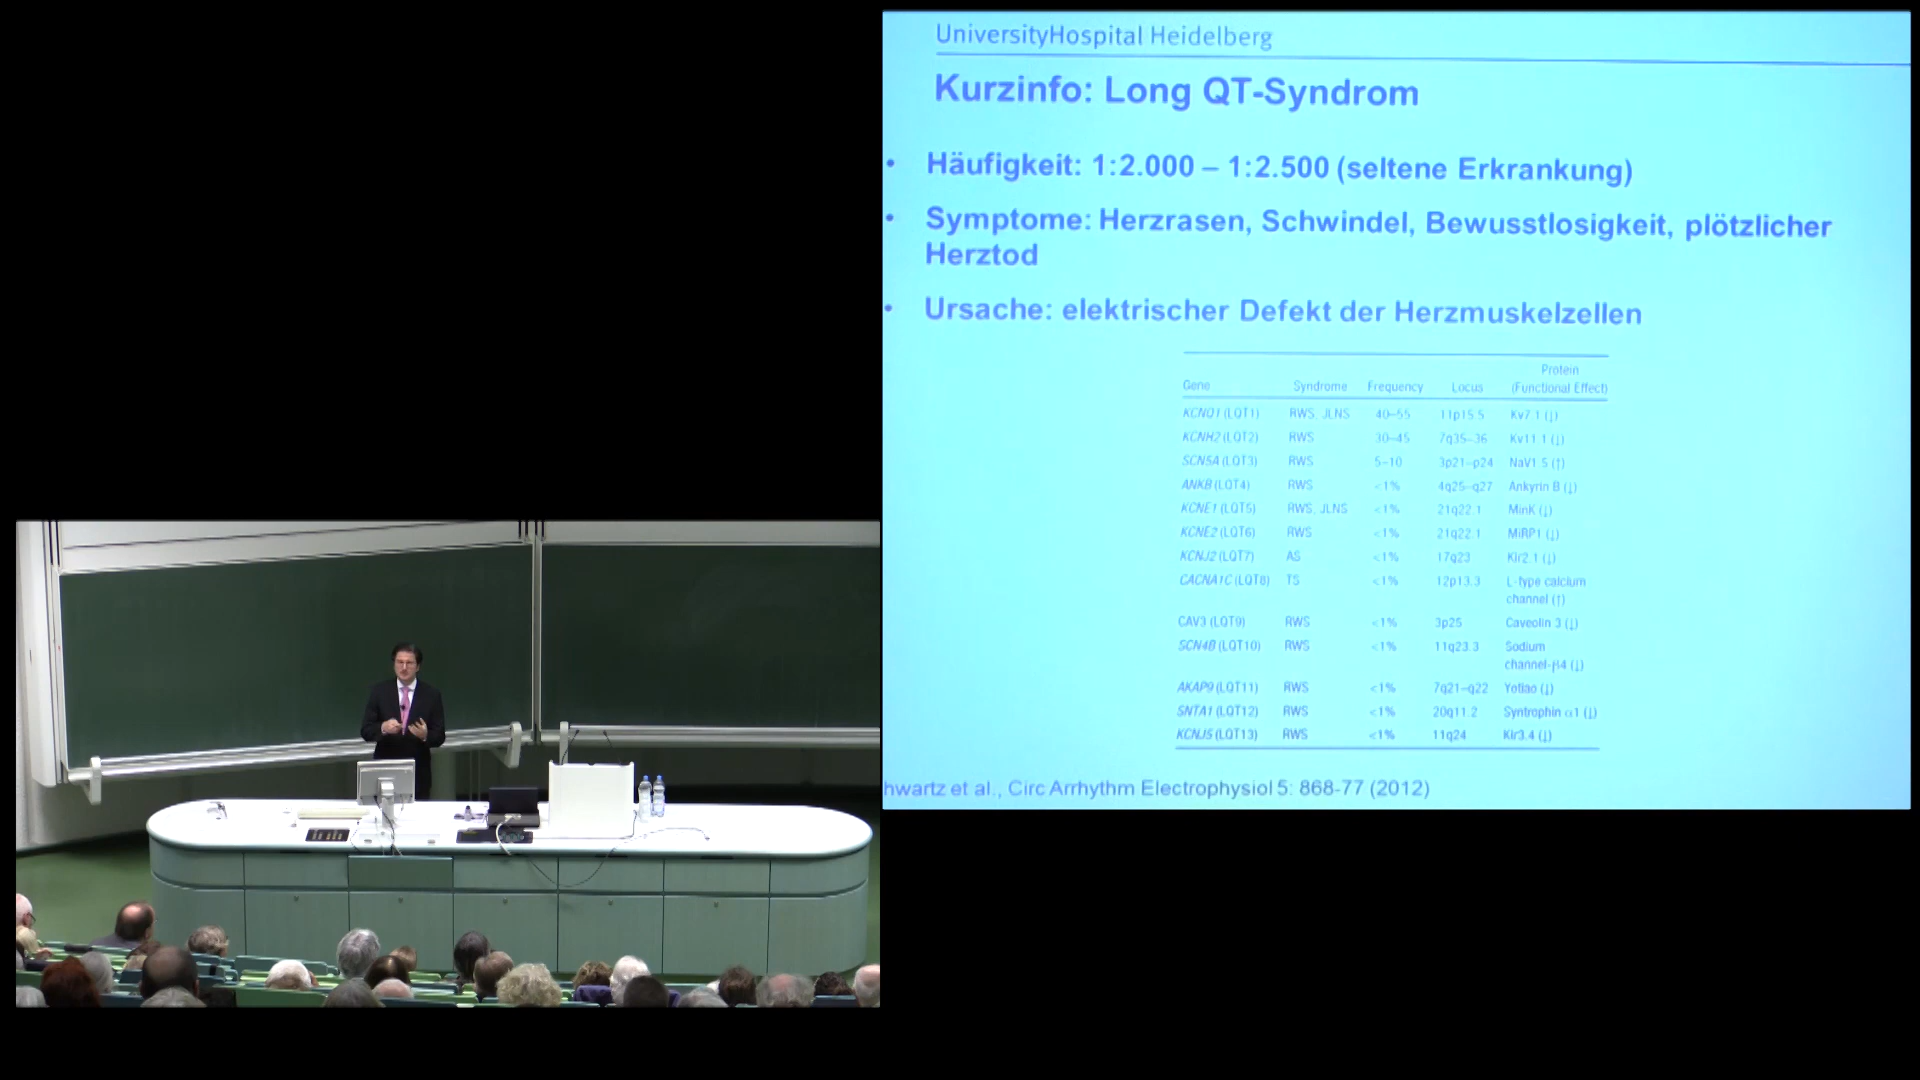 UniversityHospital Heidelberg
Kurzinfo: Long QT-Syndrom
• Häufigkeit: 1:2.000 – 1:2.500 (seltene Erkrankung)
• Symptome: Herzrasen, Schwindel, Bewusstlosigkeit, plötzlicher
Herztod
• Ursache: elektrischer Defekt der Herzmuskelzellen
Gene Syndrome Frequency Locus Protein (Functional Effect)
KCNQ1 (LQT1) RWS, JLNS 40–55 11p15.5 Kv7.1 (↓)
KCNH2 (LQT2) RWS 30–45 7q35–36 Kv11.1 (↓)
SCN5A (LQT3) RWS 5–10 3p21–p24 NaV1.5 (↑)
ANKB (LQT4) RWS <1% 4q25–q27 Ankyrin B (↓)
KCNE1 (LQT5) RWS, JLNS <1% 21q22.1 MinK (↓)
KCNE2 (LQT6) RWS <1% 21q22.1 MiRP1 (↓)
KCNJ2 (LQT7) AS <1% 17q23 Kir2.1 (↓)
CACNA1C (LQT8) TS <1% 12p13.3 L-type calcium
channel (↑)
CAV3 (LQT9) RWS <1% 3p25 Caveolin 3 (↓)
SCN4B (LQT10) RWS <1% 11q23.3 Sodium
channel-β4 (↓)
AKAP9 (LQT11) RWS <1% 7q21–q22 Yotiao (↓)
SNTA1 (LQT12) RWS <1% 20q11.2 Syntrophin α1 (↓)
KCNJ5 (LQT13) RWS <1% 11q24 Kir3.4 (↓)
hwartz et al., Circ Arrhythm Electrophysiol 5: 868-77 (2012)